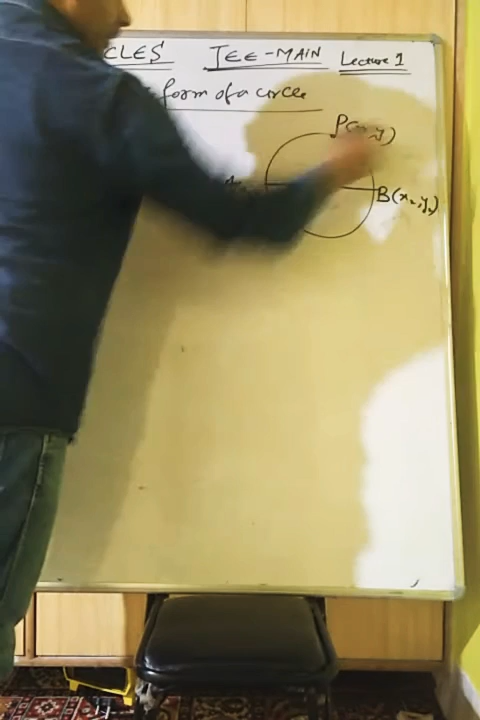 CLES JEE-MAIN Lecture 1
form of a circle
P(x,y)
A
B(x₂,y₂)